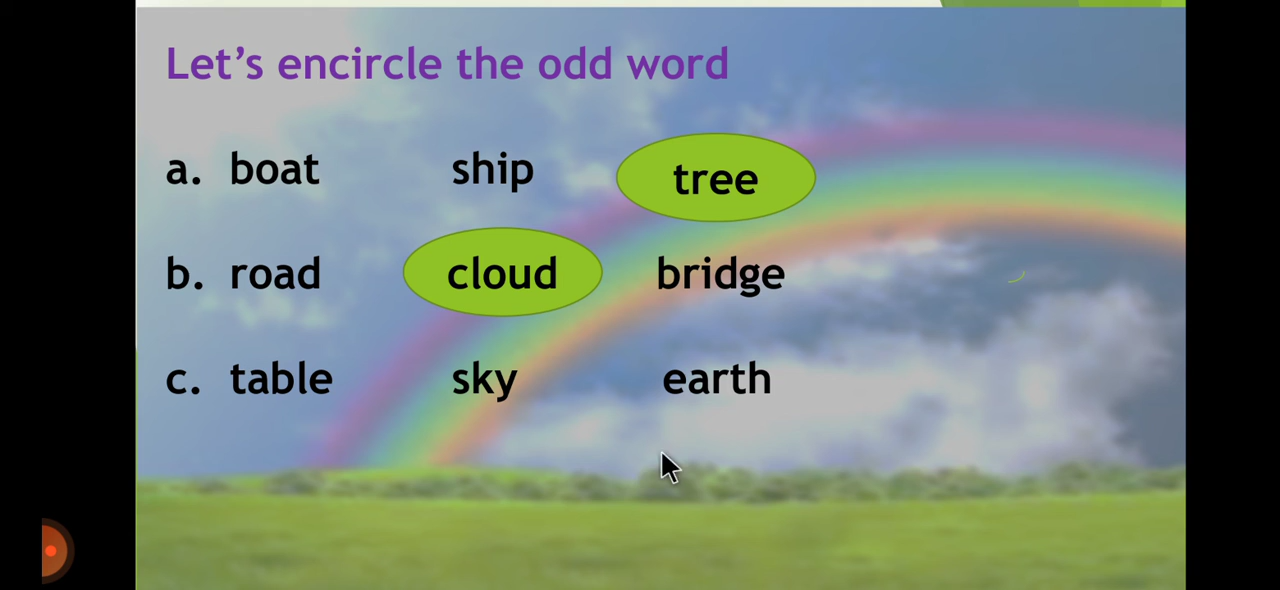 Let's encircle the odd word
a. boat ship tree
b. road cloud bridge
c. table sky earth